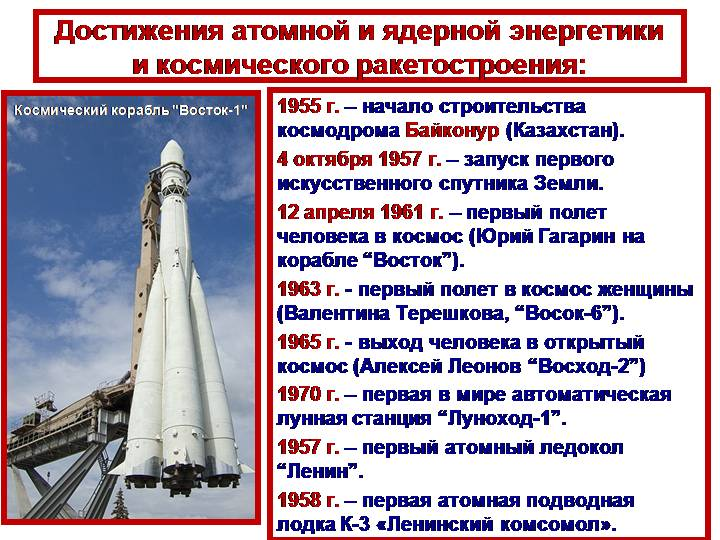 Достижения атомной и ядерной энергетики
и космического ракетостроения:
Космический корабль "Восток-1"
1955 г. – начало строительства
космодрома Байконур (Казахстан).
4 октября 1957 г. – запуск первого
искусственного спутника Земли.
12 апреля 1961 г. – первый полет
человека в космос (Юрий Гагарин на
корабле “Восток”).
1963 г. - первый полет в космос женщины
(Валентина Терешкова, “Восок-6”).
1965 г. - выход человека в открытый
космос (Алексей Леонов “Восход-2”)
1970 г. – первая в мире автоматическая
лунная станция “Луноход-1”.
1957 г. – первый атомный ледокол
“Ленин”.
1958 г. – первая атомная подводная
лодка К-3 «Ленинский комсомол».